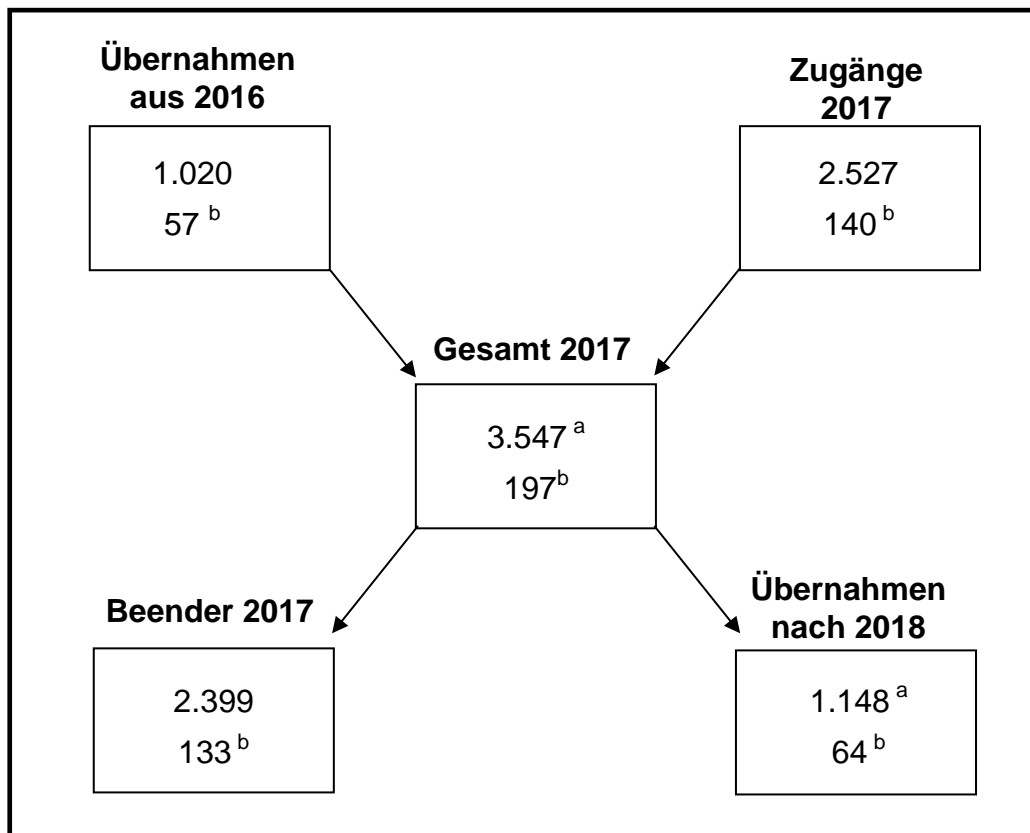 Übernahmen
aus 2016
1.020
57 b
Zugänge
2017
2.527
140 b
Gesamt 2017
3.547 a
197b
Beender 2017
2.399
133 b
Übernahmen
nach 2018
1.148 a
64 b